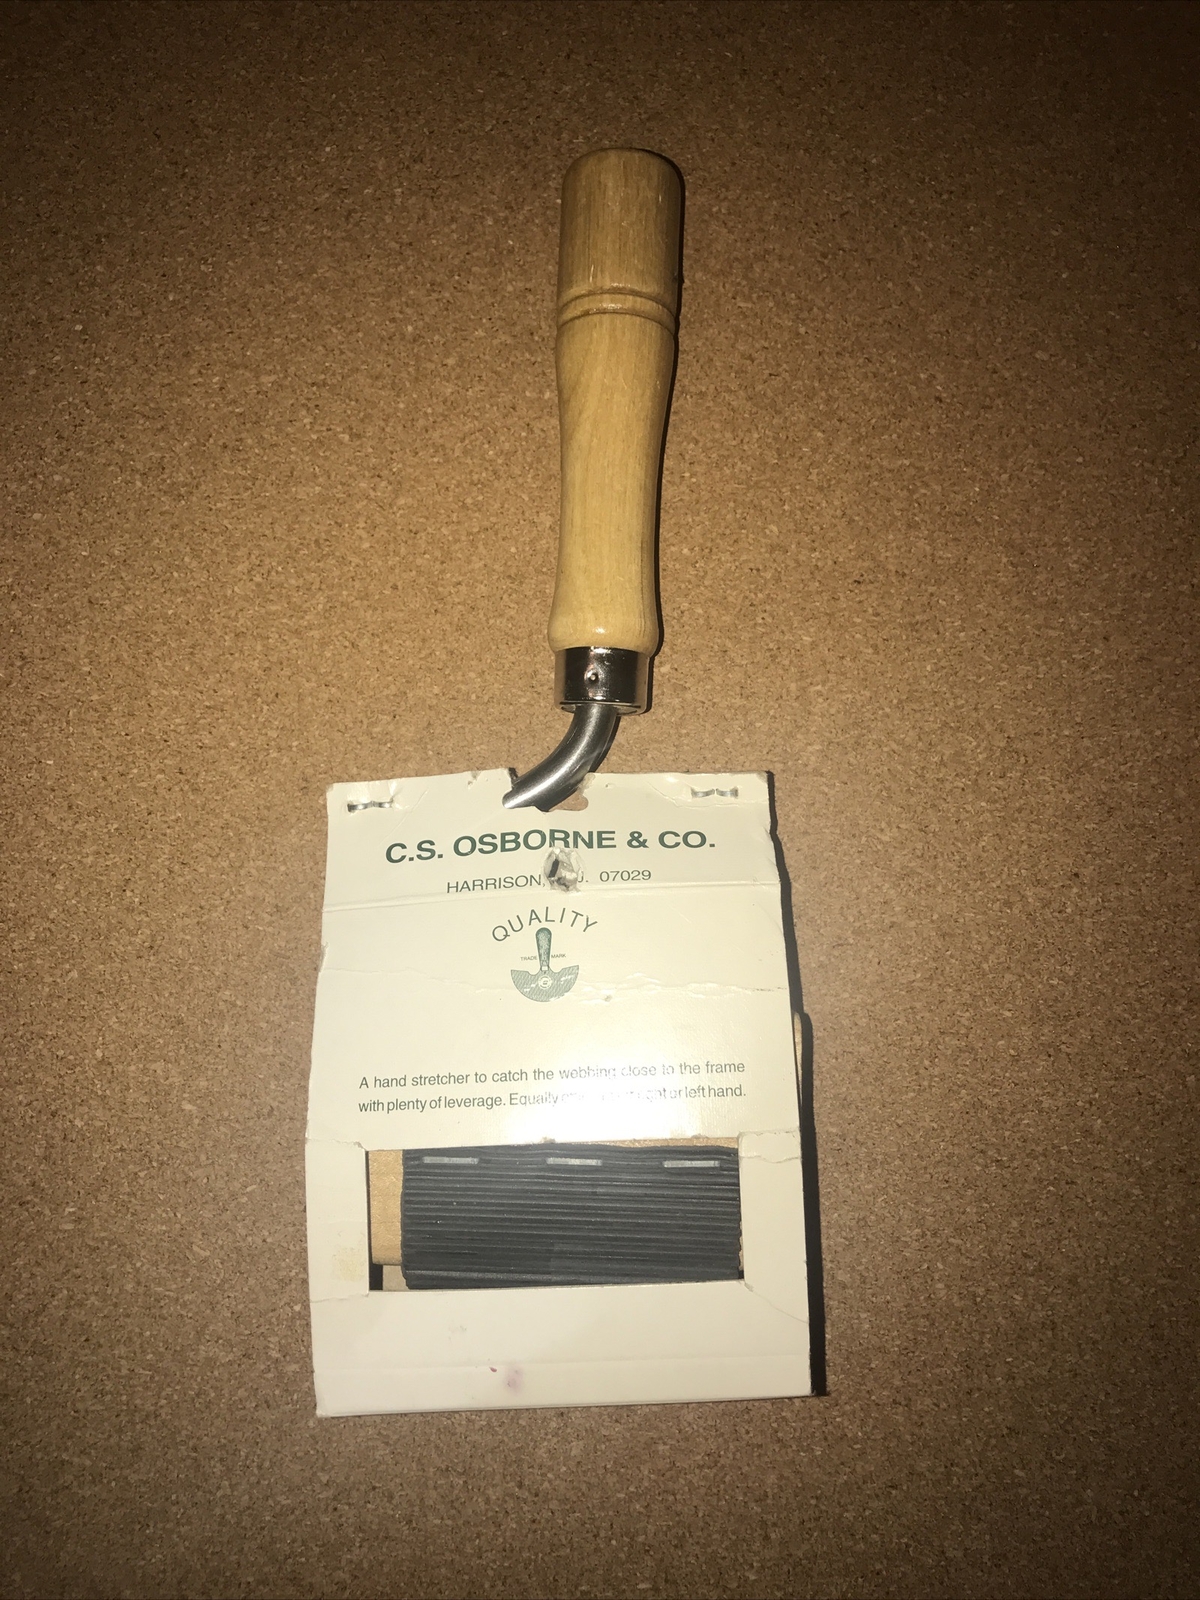 C.S. OSBORNE & CO.
HARRISON, J. 07029
QUALITY
TRADE MARK
A hand stretcher to catch the webbing close to the frame
with plenty of leverage. Equally or left hand.